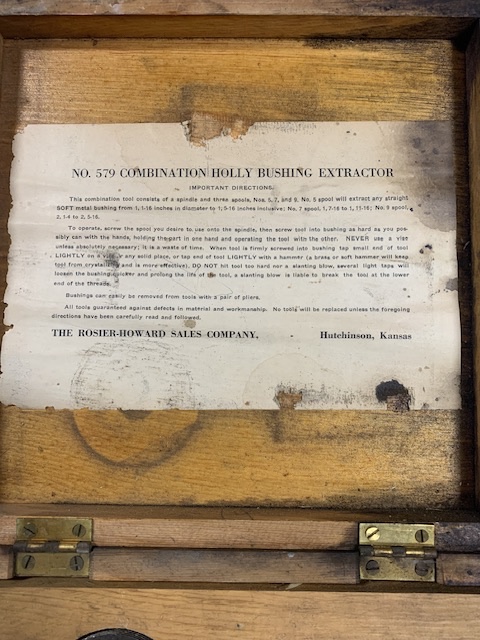 NO. 579 COMBINATION HOLLY BUSHING EXTRACTOR
IMPORTANT DIRECTIONS.
This combination tool consists of a spindle and three spools, Nos. 5, 7, and 9. No. 5 spool will extract any straight
SOFT metal bushing from 1, 1-16 inches in diameter to 1, 5-16 inches inclusive; No. 7 spool, 1, 7-16 to 1, 11-16; No. 9 spool,
2, 1-4 to 2, 5-16.
To operate, screw the spool you desire to use onto the spindle, then screw tool into bushing as hard as you pos-
sibly can with the hands, holding the part in one hand and operating the tool with the other. NEVER use a vise
unless absolutely necessary; it is a waste of time. When tool is firmly screwed into bushing tap small end of tool
LIGHTLY on a vise or any solid place, or tap end of tool LIGHTLY with a hammer (a brass or soft hammer will keep
tool from crystalizing and is more effective). DO NOT hit tool too hard nor a slanting blow, several light taps will
loosen the bushing quicker and prolong the life of the tool, a slanting blow is liable to break the tool at the lower
end of the threads.
Bushings can easily be removed from tools with a pair of pliers.
All tools guaranteed against defects in material and workmanship. No tools will be replaced unless the foregoing
directions have been carefully read and followed.
THE ROSIER-HOWARD SALES COMPANY, - Hutchinson, Kansas